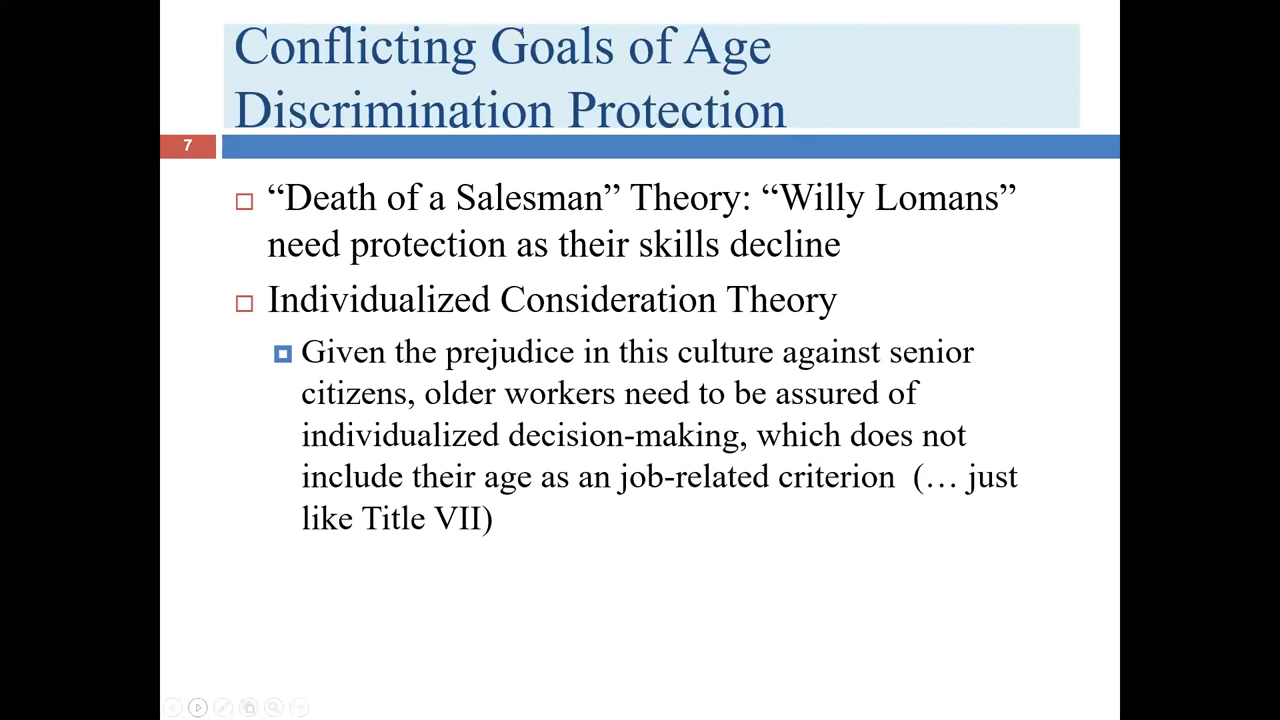 Conflicting Goals of Age
Discrimination Protection
7
“Death of a Salesman” Theory: “Willy Lomans”
need protection as their skills decline
Individualized Consideration Theory
Given the prejudice in this culture against senior
citizens, older workers need to be assured of
individualized decision-making, which does not
include their age as an job-related criterion (… just
like Title VII)